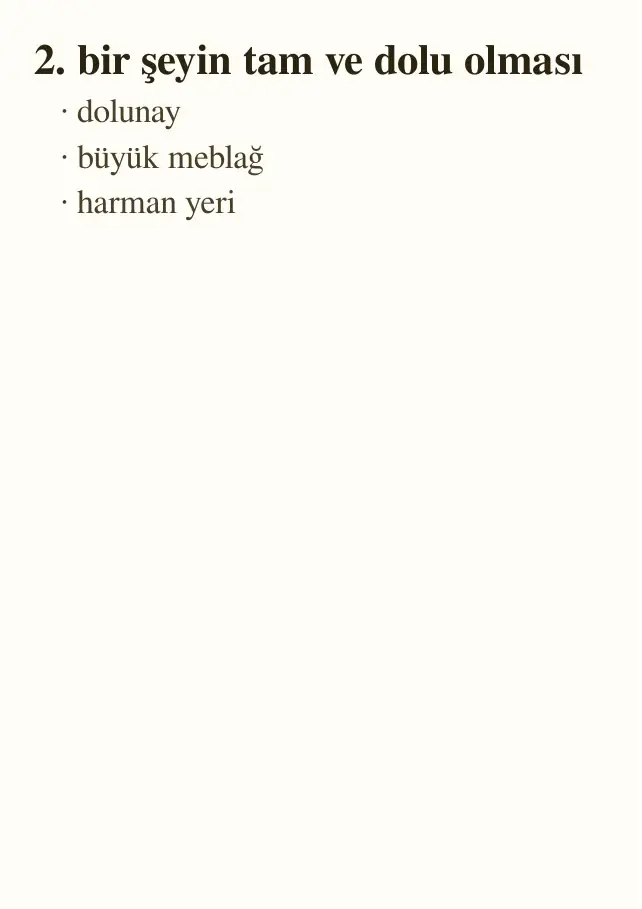 2. bir şeyin tam ve dolu olması
· dolunay
· büyük meblağ
· harman yeri